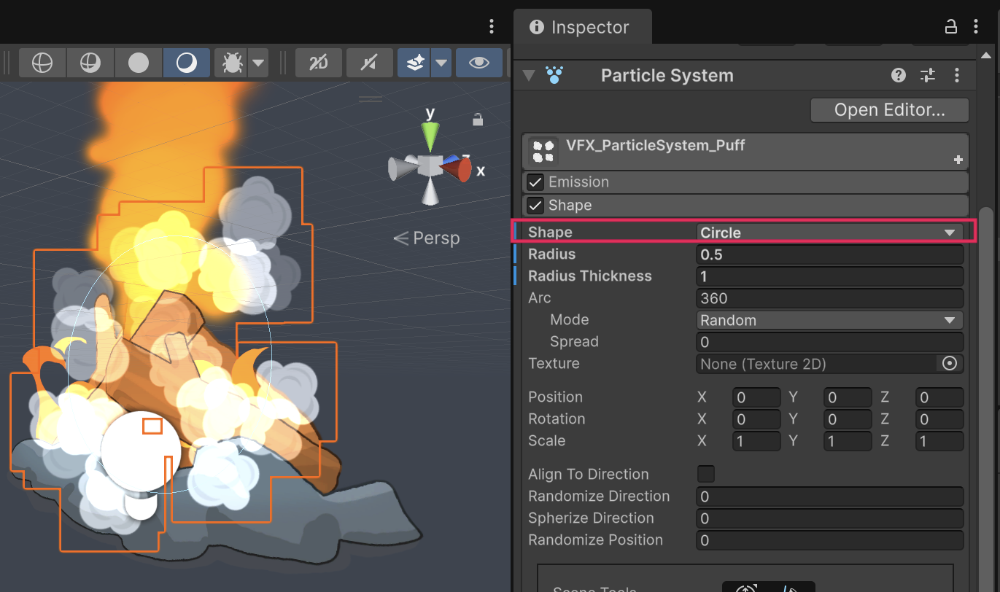 Inspector
Particle System
Open Editor...
VFX_ParticleSystem_Puff
Emission
Shape
Shape Circle
Radius 0.5
Radius Thickness 1
Arc 360
Mode Random
Spread 0
Texture None (Texture 2D)
Position X 0 Y 0 Z 0
Rotation X 0 Y 0 Z 0
Scale X 1 Y 1 Z 1
Align To Direction
Randomize Direction 0
Spherize Direction 0
Randomize Position 0
Scene Tools
2D
y
z
x
Persp